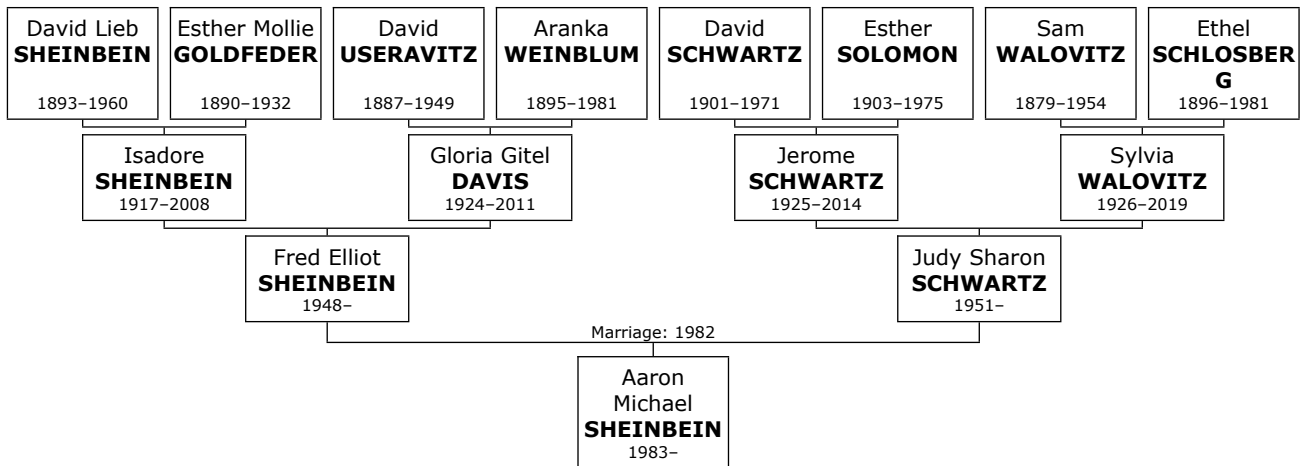 David Lieb
SHEINBEIN
1893–1960
Esther Mollie
GOLDFEDER
1890–1932
David
USERAVITZ
1887–1949
Aranka
WEINBLUM
1895–1981
David
SCHWARTZ
1901–1971
Esther
SOLOMON
1903–1975
Sam
WALOVITZ
1879–1954
Ethel
SCHLOSBER
G
1896–1981
Isadore
SHEINBEIN
1917–2008
Gloria Gitel
DAVIS
1924–2011
Jerome
SCHWARTZ
1925–2014
Sylvia
WALOVITZ
1926–2019
Fred Elliot
SHEINBEIN
1948–
Judy Sharon
SCHWARTZ
1951–
Marriage: 1982
Aaron
Michael
SHEINBEIN
1983–